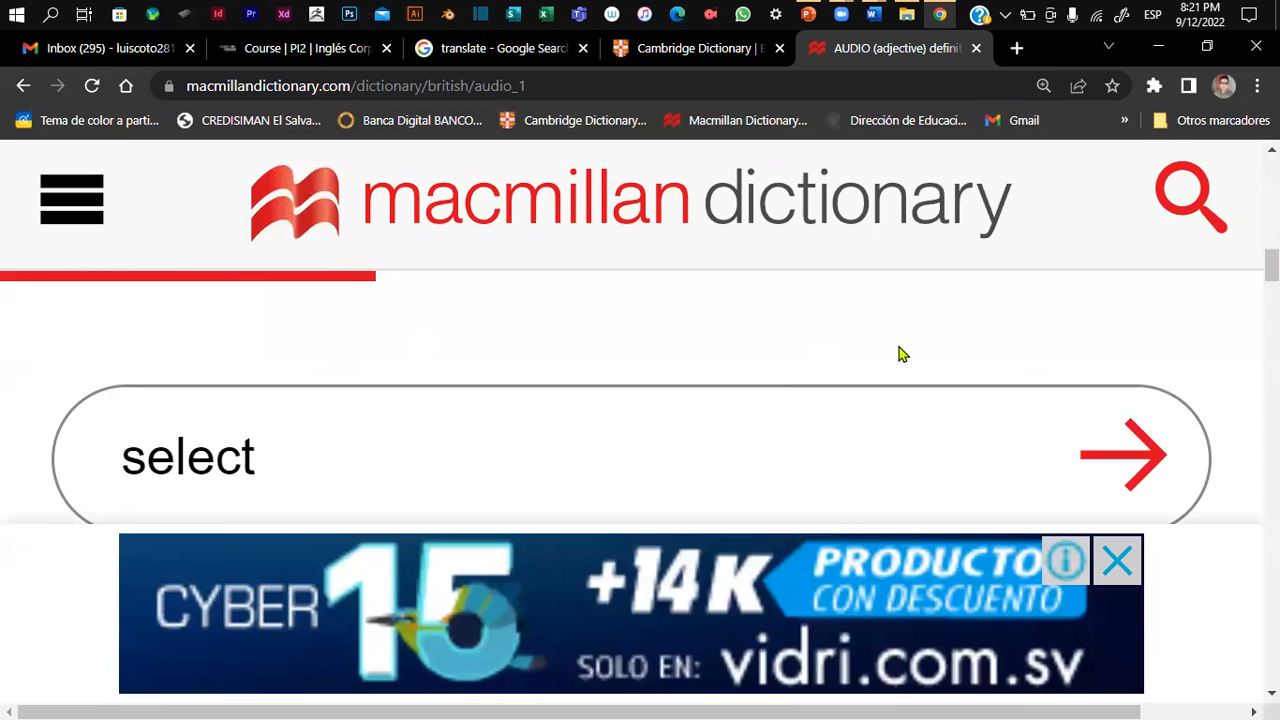 8:21 PM
ESP
9/12/2022
Inbox (295) - luiscoto281
Course | PI2 | Inglés Corp
translate - Google Search
Cambridge Dictionary | E
AUDIO (adjective) definit
macmillandictionary.com/dictionary/british/audio_1
Tema de color a parti...
CREDISIMAN El Salva...
Banca Digital BANCO...
Cambridge Dictionary...
Macmillan Dictionary...
Dirección de Educaci...
Gmail
»
Otros marcadores
macmillan dictionary
select
CYBER 15
+14K
PRODUCTO
CON DESCUENTO
SOLO EN: vidri.com.sv